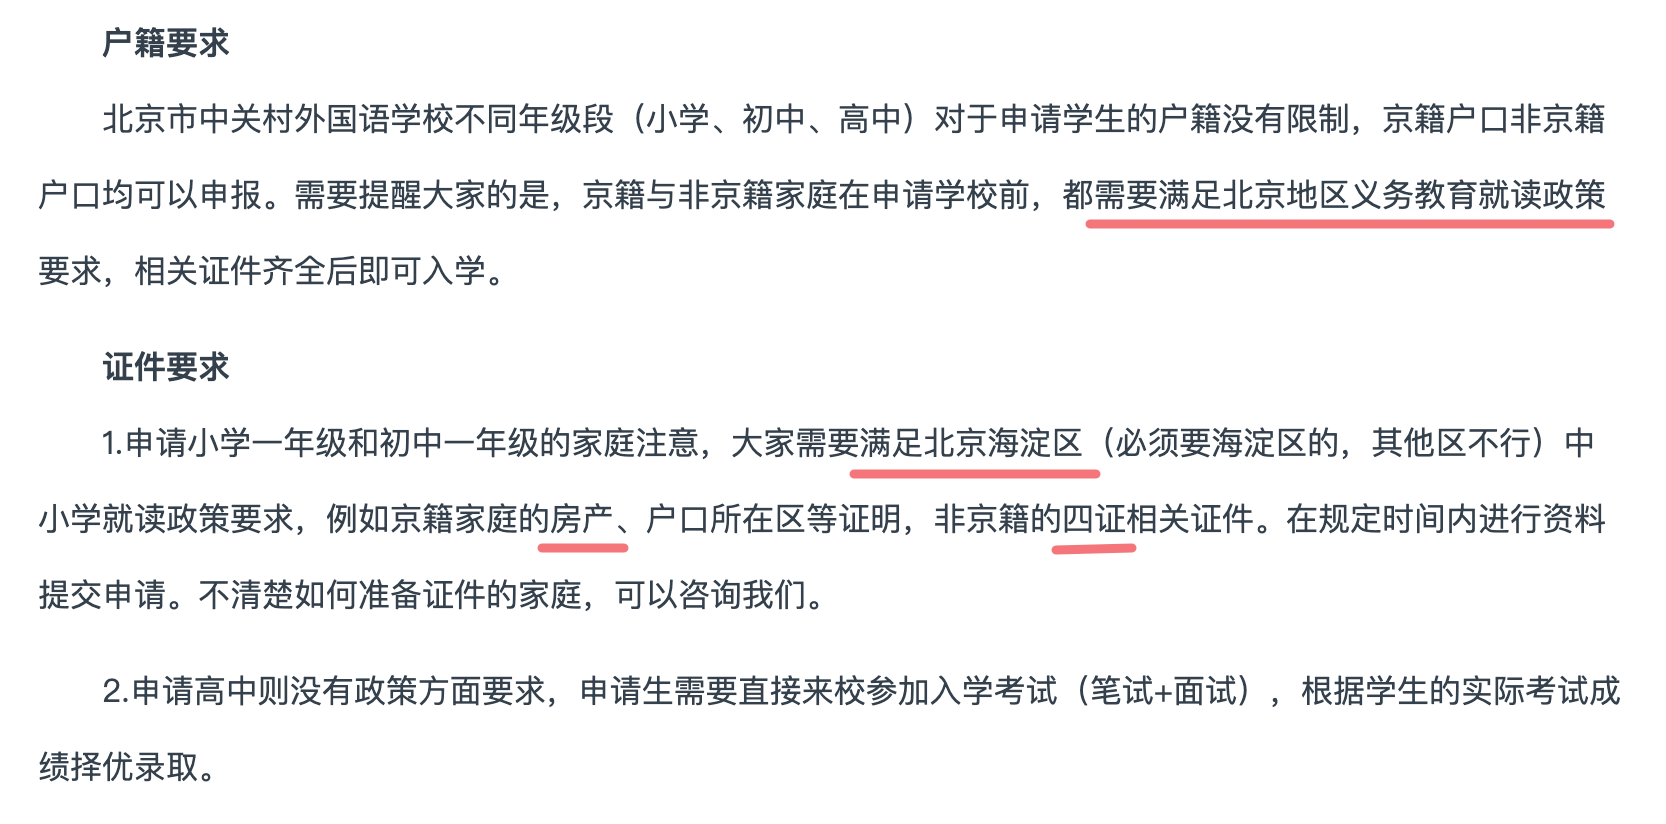 户籍要求
北京市中关村外国语学校不同年级段（小学、初中、高中）对于申请学生的户籍没有限制，京籍户口非京籍
户口均可以申报。需要提醒大家的是，京籍与非京籍家庭在申请学校前，都需要满足北京地区义务教育就读政策
要求，相关证件齐全后即可入学。
证件要求
1.申请小学一年级和初中一年级的家庭注意，大家需要满足北京海淀区（必须要海淀区的，其他区不行）中
小学就读政策要求，例如京籍家庭的房产、户口所在区等证明，非京籍的四证相关证件。在规定时间内进行资料
提交申请。不清楚如何准备证件的家庭，可以咨询我们。
2.申请高中则没有政策方面要求，申请生需要直接来校参加入学考试（笔试+面试），根据学生的实际考试成
绩择优录取。